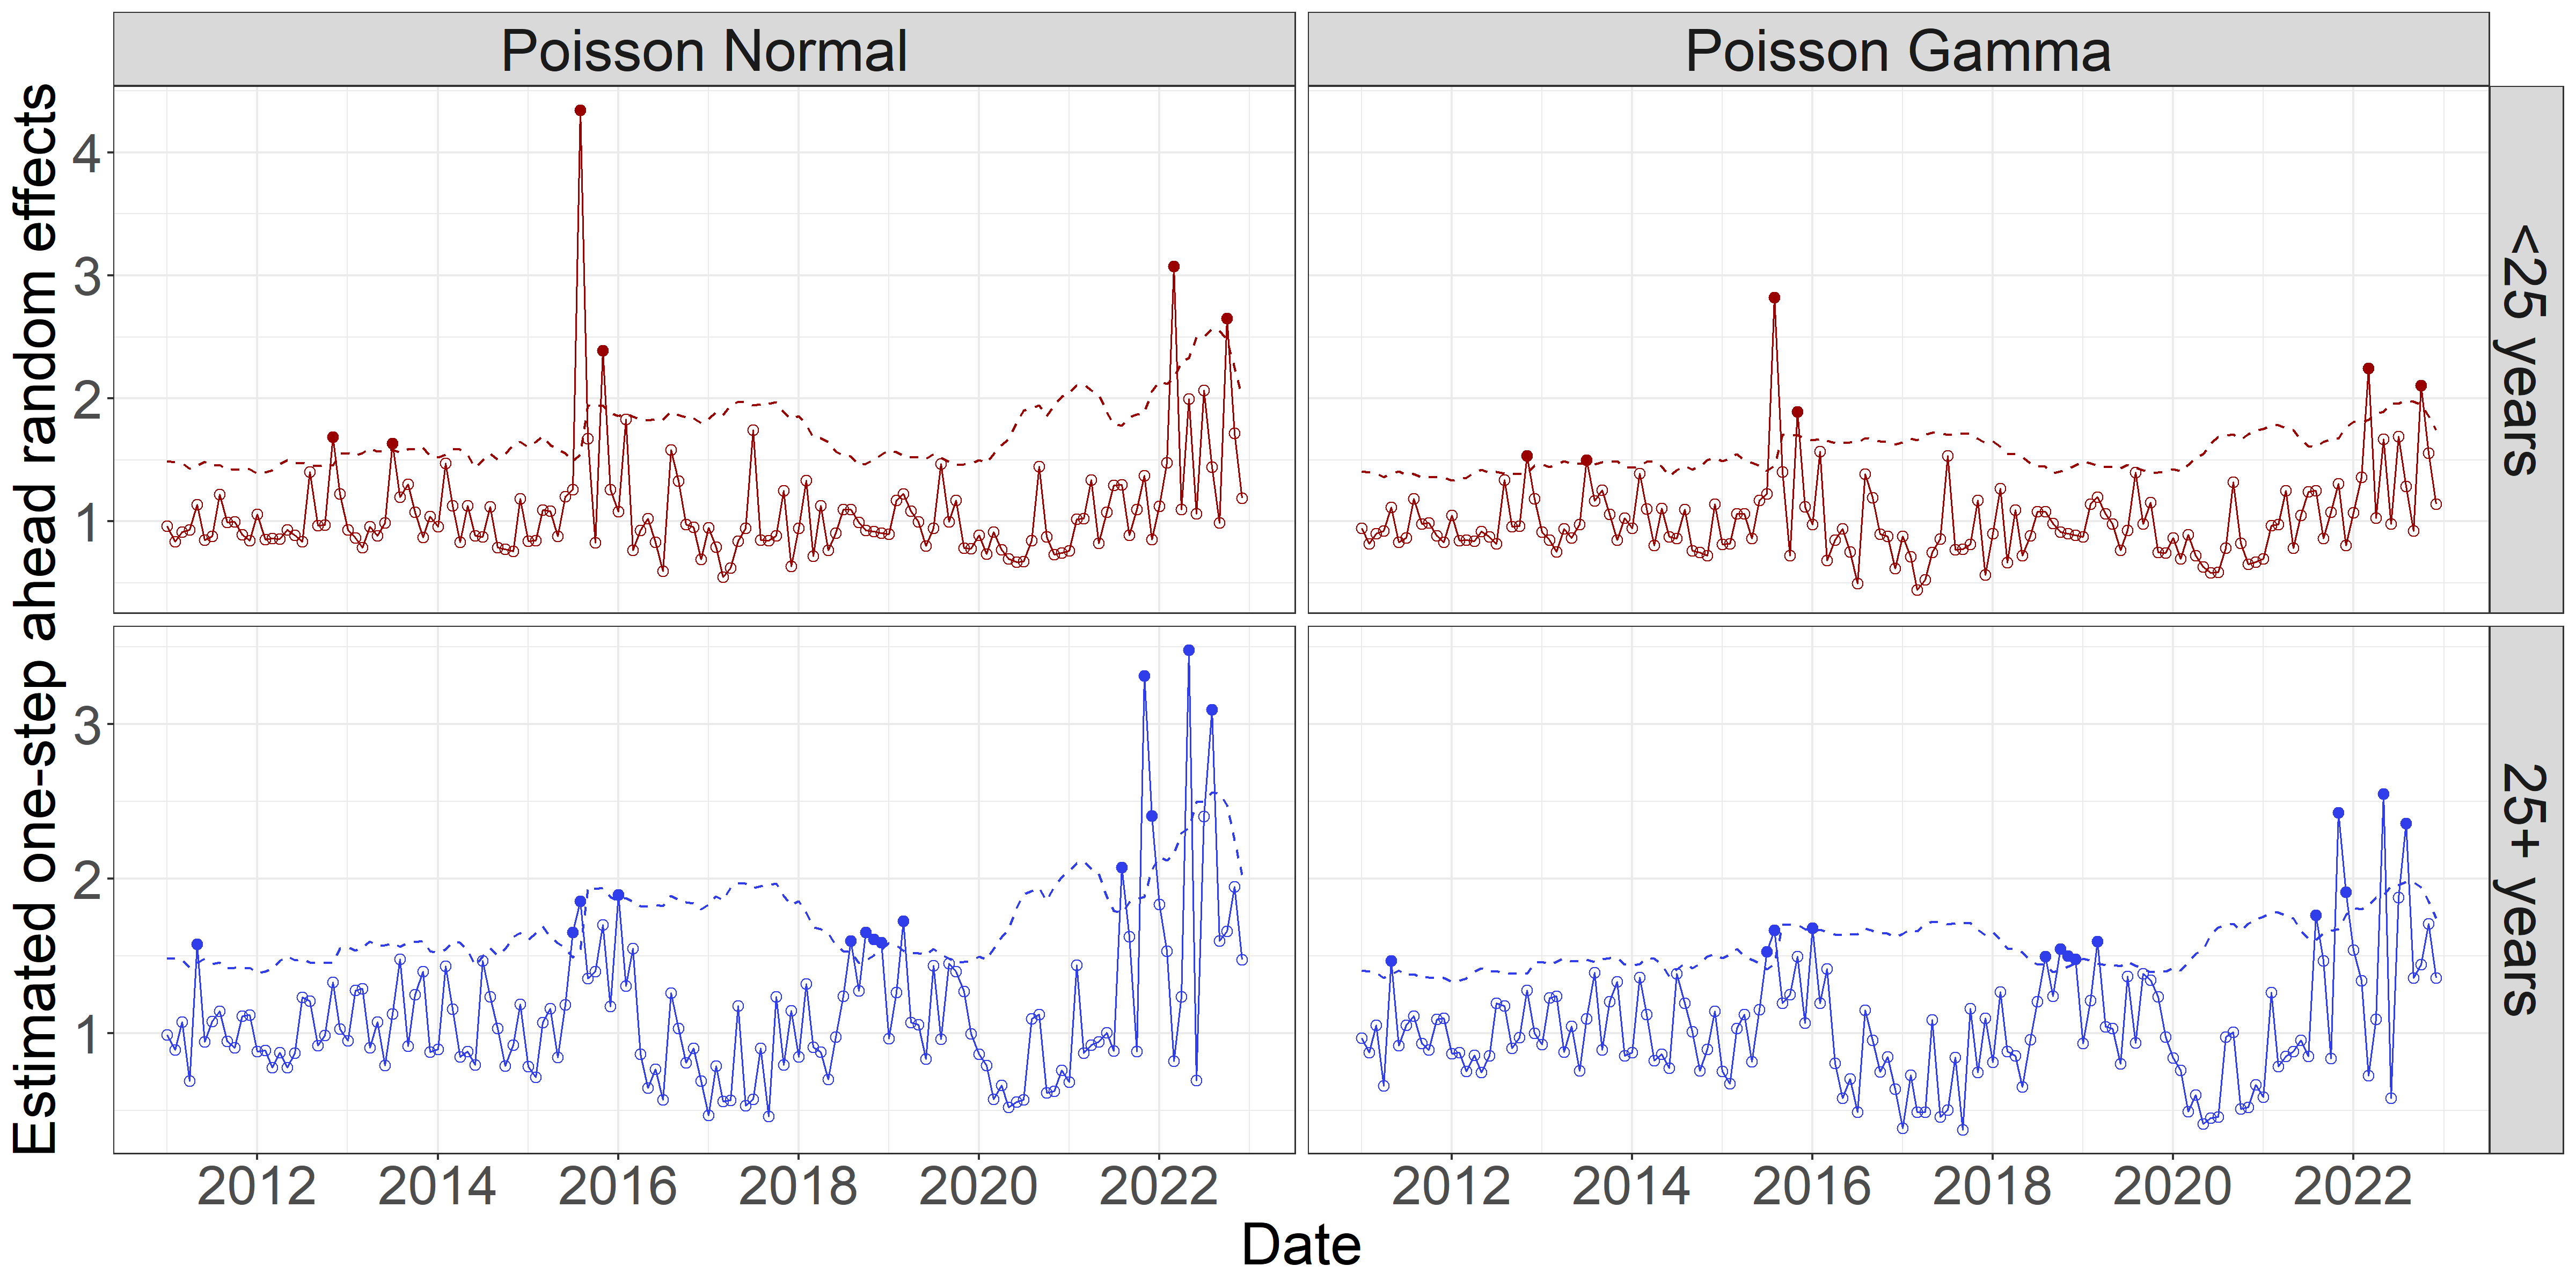 Poisson Normal
Poisson Gamma
Estimated one-step ahead random effects
4
3
2
1
<25 years
3
2
1
25+ years
2012 2014 2016 2018 2020 2022
2012 2014 2016 2018 2020 2022
Date